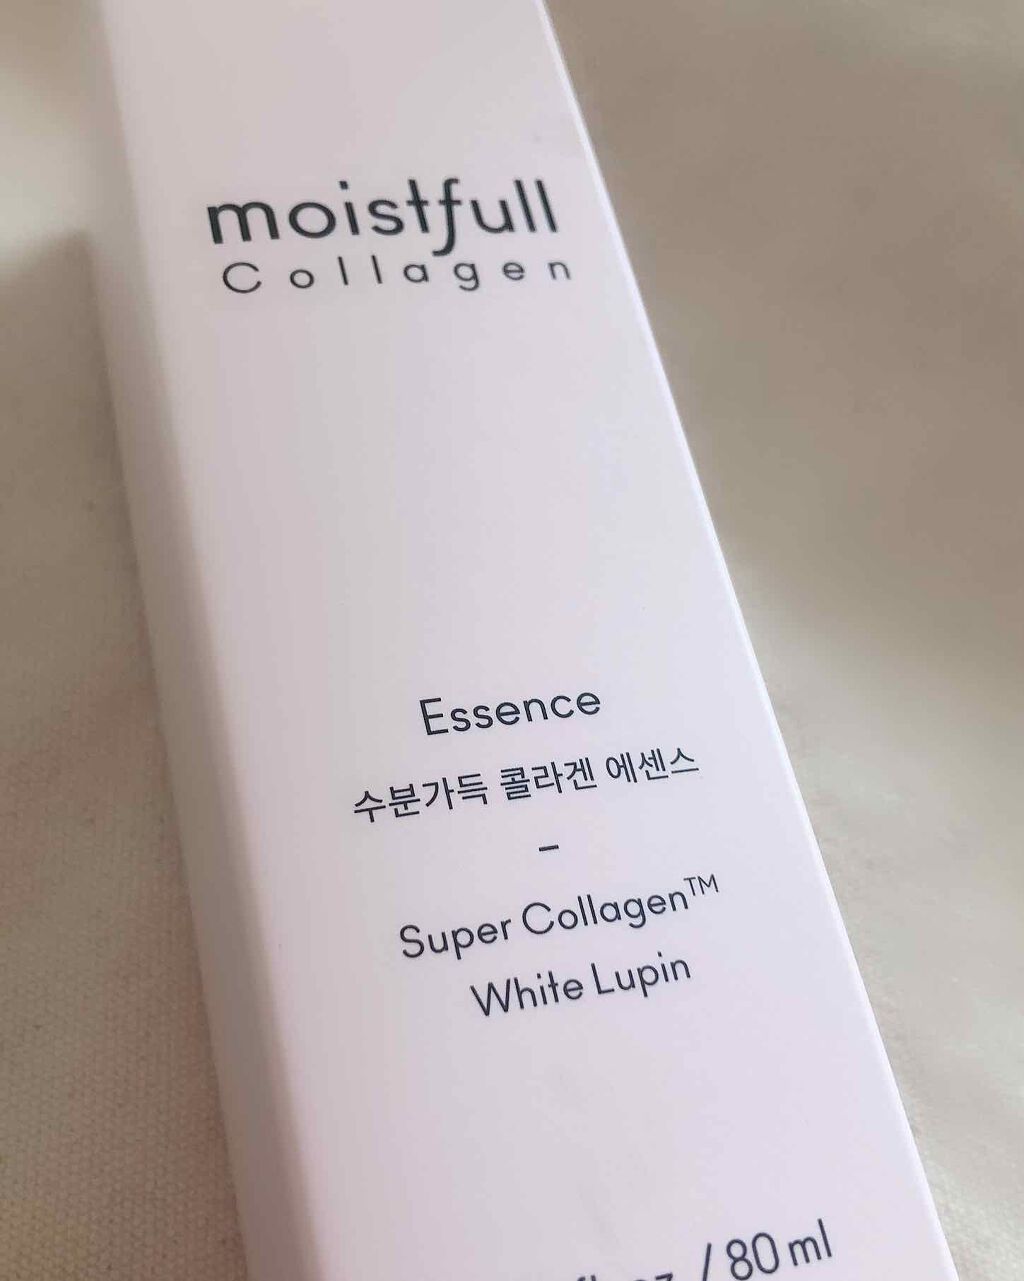 moistfull
Collagen
Essence
수분가득 콜라겐 에센스
–
Super Collagen™
White Lupin
/ 80 ml